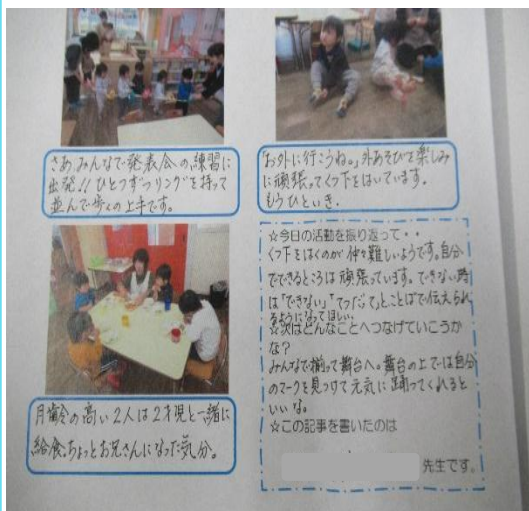 さあみんなで発表会の練習に
出発!!ひとつずつリングを持って
並んで歩くの上手です。
「お外に行こうね。」外あそびを楽しみ
に頑張ってくつ下をはいています。
もうひといき.
月齢の高い2人は2才児と一緒に
給食。ちょっとお兄さんになった気分。
☆今日の活動を振り返って・・
くつ下をはくのが仲々難しいようです。自分
でできるところは頑張っています。できない時
は「できない」「てつだって」とことばで伝えられ
るようになってほしい。
☆次はどんなことへつなげていこうか
な?
みんなで揃って舞台へ。舞台の上では自分
のマークを見つけて元気に踊ってくれると
いいな。
☆この記事を書いたのは
先生です。